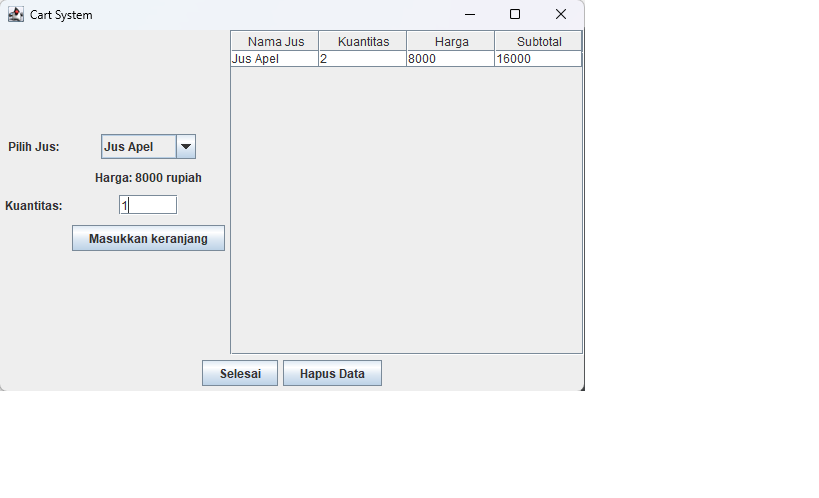 Cart System
Nama Jus Kuantitas Harga Subtotal
Jus Apel 2 8000 16000
Pilih Jus: Jus Apel
Harga: 8000 rupiah
Kuantitas: 1
Masukkan keranjang
Selesai Hapus Data